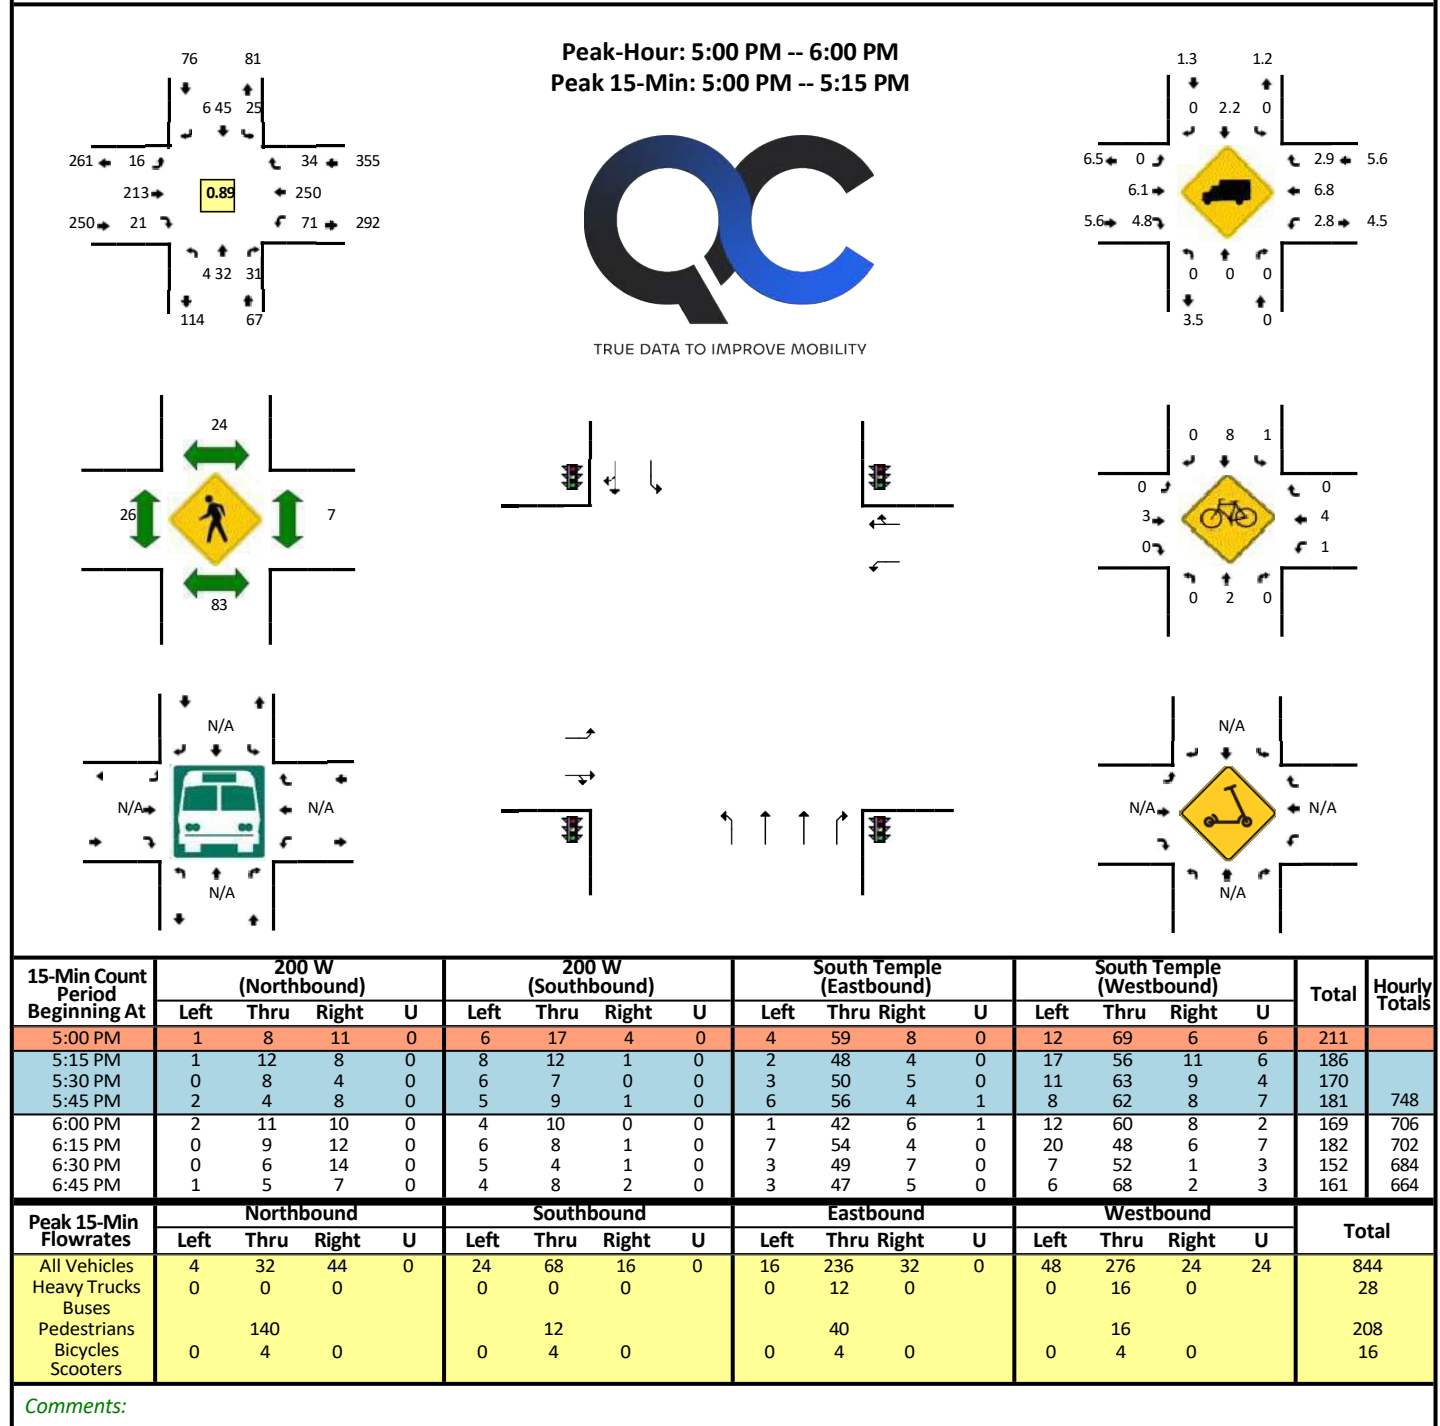 Peak-Hour: 5:00 PM -- 6:00 PM
Peak 15-Min: 5:00 PM -- 5:15 PM
76 81
6 45 25
261 16 34 355
213 0.89 250
250 21 71 292
4 32 31
114 67
QC
TRUE DATA TO IMPROVE MOBILITY
1.3 1.2
0 2.2 0
6.5 0 2.9 5.6
6.1 6.8
5.6 4.8 2.8 4.5
0 0 0
3.5 0
24
26 7
83
0 8 1
0 0
3 4
0 1
0 2 0
N/A
N/A N/A
N/A
N/A
N/A N/A
N/A
15-Min Count Period Beginning At 200 W (Northbound) 200 W (Southbound) South Temple (Eastbound) South Temple (Westbound) Total Hourly Totals
Left Thru Right U Left Thru Right U Left Thru Right U Left Thru Right U
5:00 PM 1 8 11 0 6 17 4 0 4 59 8 0 12 69 6 6 211
5:15 PM 1 12 8 0 8 12 1 0 2 48 4 0 17 56 11 6 186
5:30 PM 0 8 4 0 6 7 0 0 3 50 5 0 11 63 9 4 170
5:45 PM 2 4 8 0 5 9 1 0 6 56 4 1 8 62 8 7 181 748
6:00 PM 2 11 10 0 4 10 0 0 1 42 6 1 12 60 8 2 169 706
6:15 PM 0 9 12 0 6 8 1 0 7 54 4 0 20 48 6 7 182 702
6:30 PM 0 6 14 0 5 4 1 0 3 49 7 0 7 52 1 3 152 684
6:45 PM 1 5 7 0 4 8 2 0 3 47 5 0 6 68 2 3 161 664
Peak 15-Min Flowrates Northbound Southbound Eastbound Westbound Total
Left Thru Right U Left Thru Right U Left Thru Right U Left Thru Right U
All Vehicles 4 32 44 0 24 68 16 0 16 236 32 0 48 276 24 24 844
Heavy Trucks 0 0 0 0 0 0 0 12 0 0 16 0 28
Buses
Pedestrians 140 12 40 16 208
Bicycles 0 4 0 0 4 0 0 4 0 0 4 0 16
Scooters
Comments: